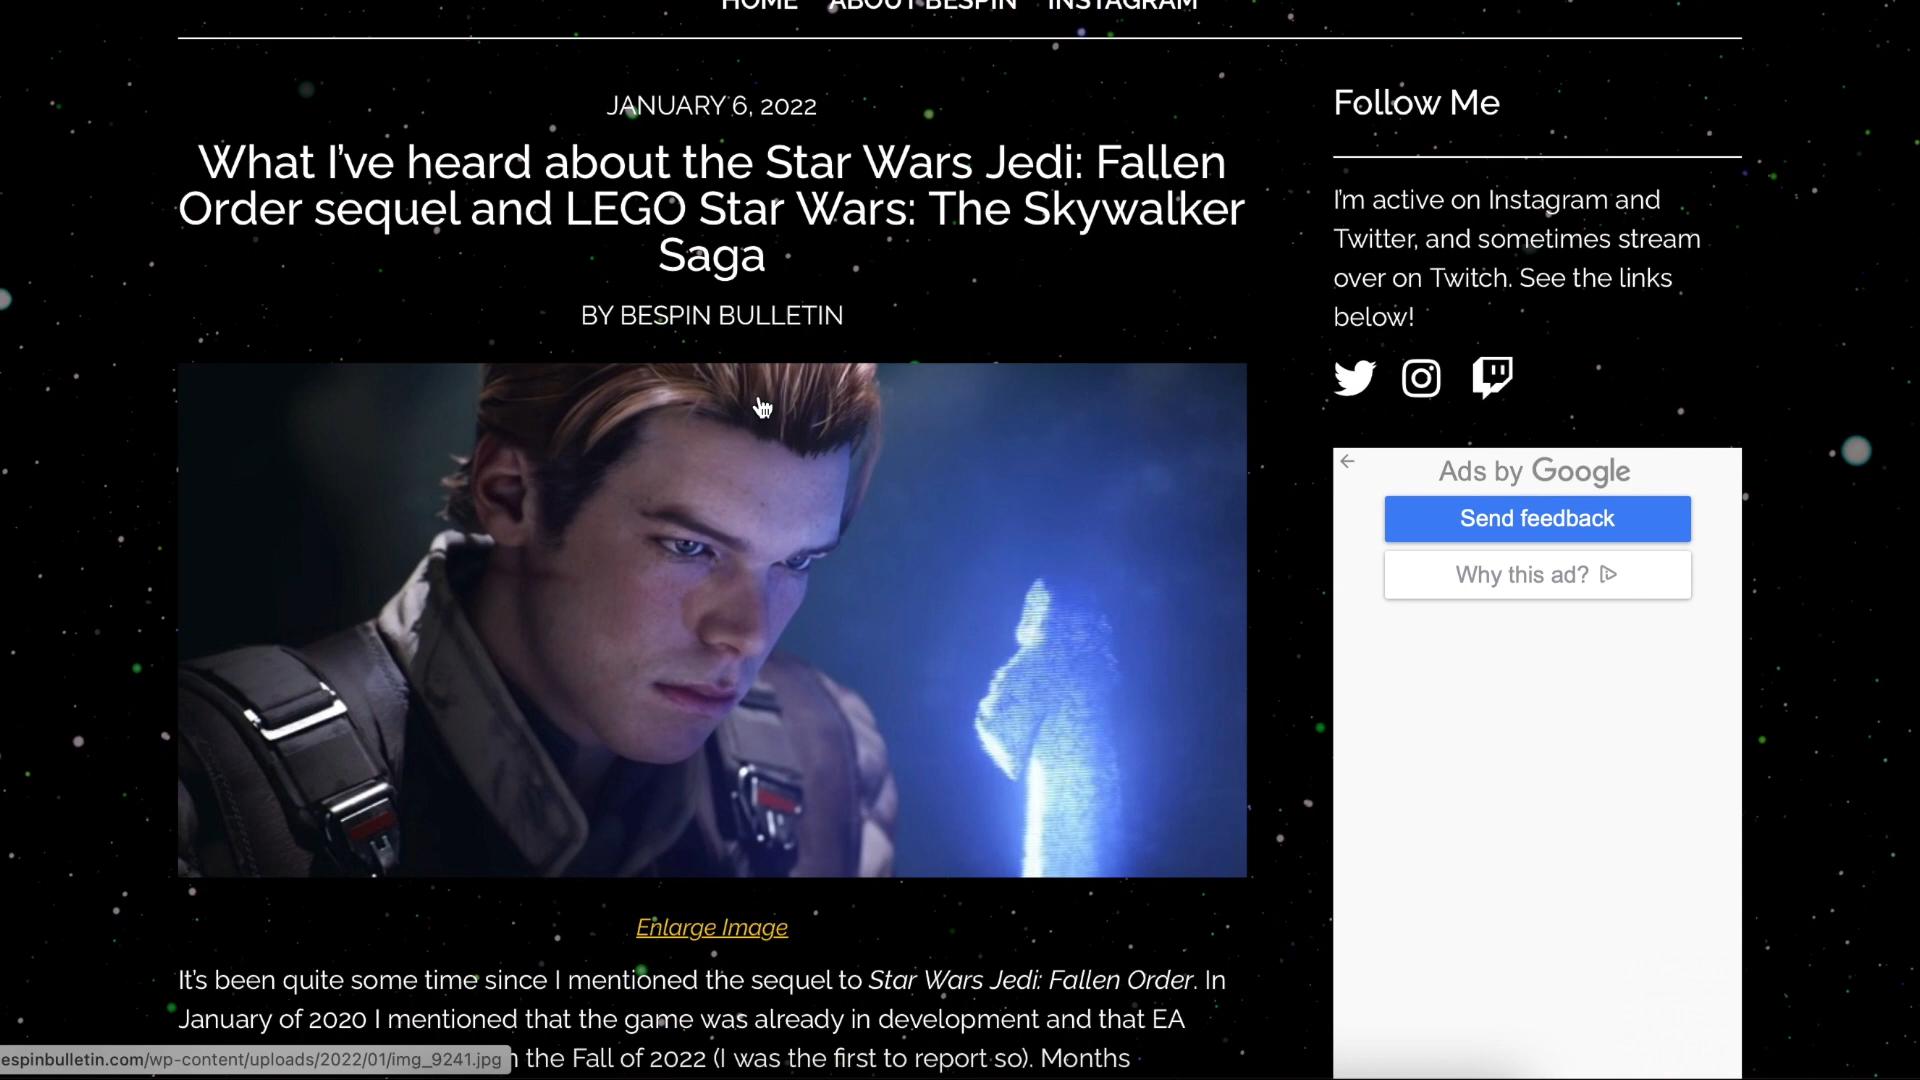 HOME ABOUT BESPIN INSTAGRAM
JANUARY 6, 2022
What I've heard about the Star Wars Jedi: Fallen
Order sequel and LEGO Star Wars: The Skywalker
Saga
BY BESPIN BULLETIN
Enlarge Image
It's been quite some time since I mentioned the sequel to Star Wars Jedi: Fallen Order. In
January of 2020 I mentioned that the game was already in development and that EA
the Fall of 2022 (I was the first to report so). Months
espinbulletin.com/wp-content/uploads/2022/01/img_9241.jpg
Follow Me
I'm active on Instagram and
Twitter, and sometimes stream
over on Twitch. See the links
below!
Ads by Google
Send feedback
Why this ad?